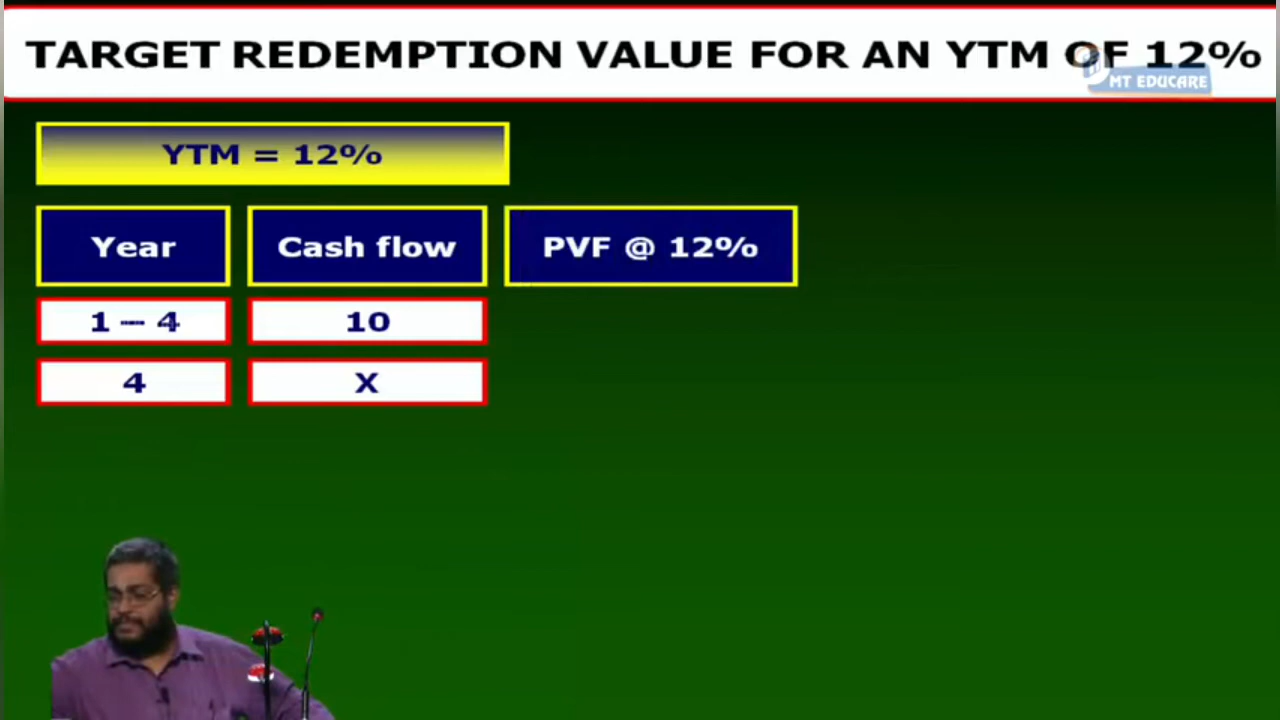 TARGET REDEMPTION VALUE FOR AN YTM OF 12%
MT EDUCARE
YTM = 12%
Year Cash flow PVF @ 12%
1 – 4 10
4 X